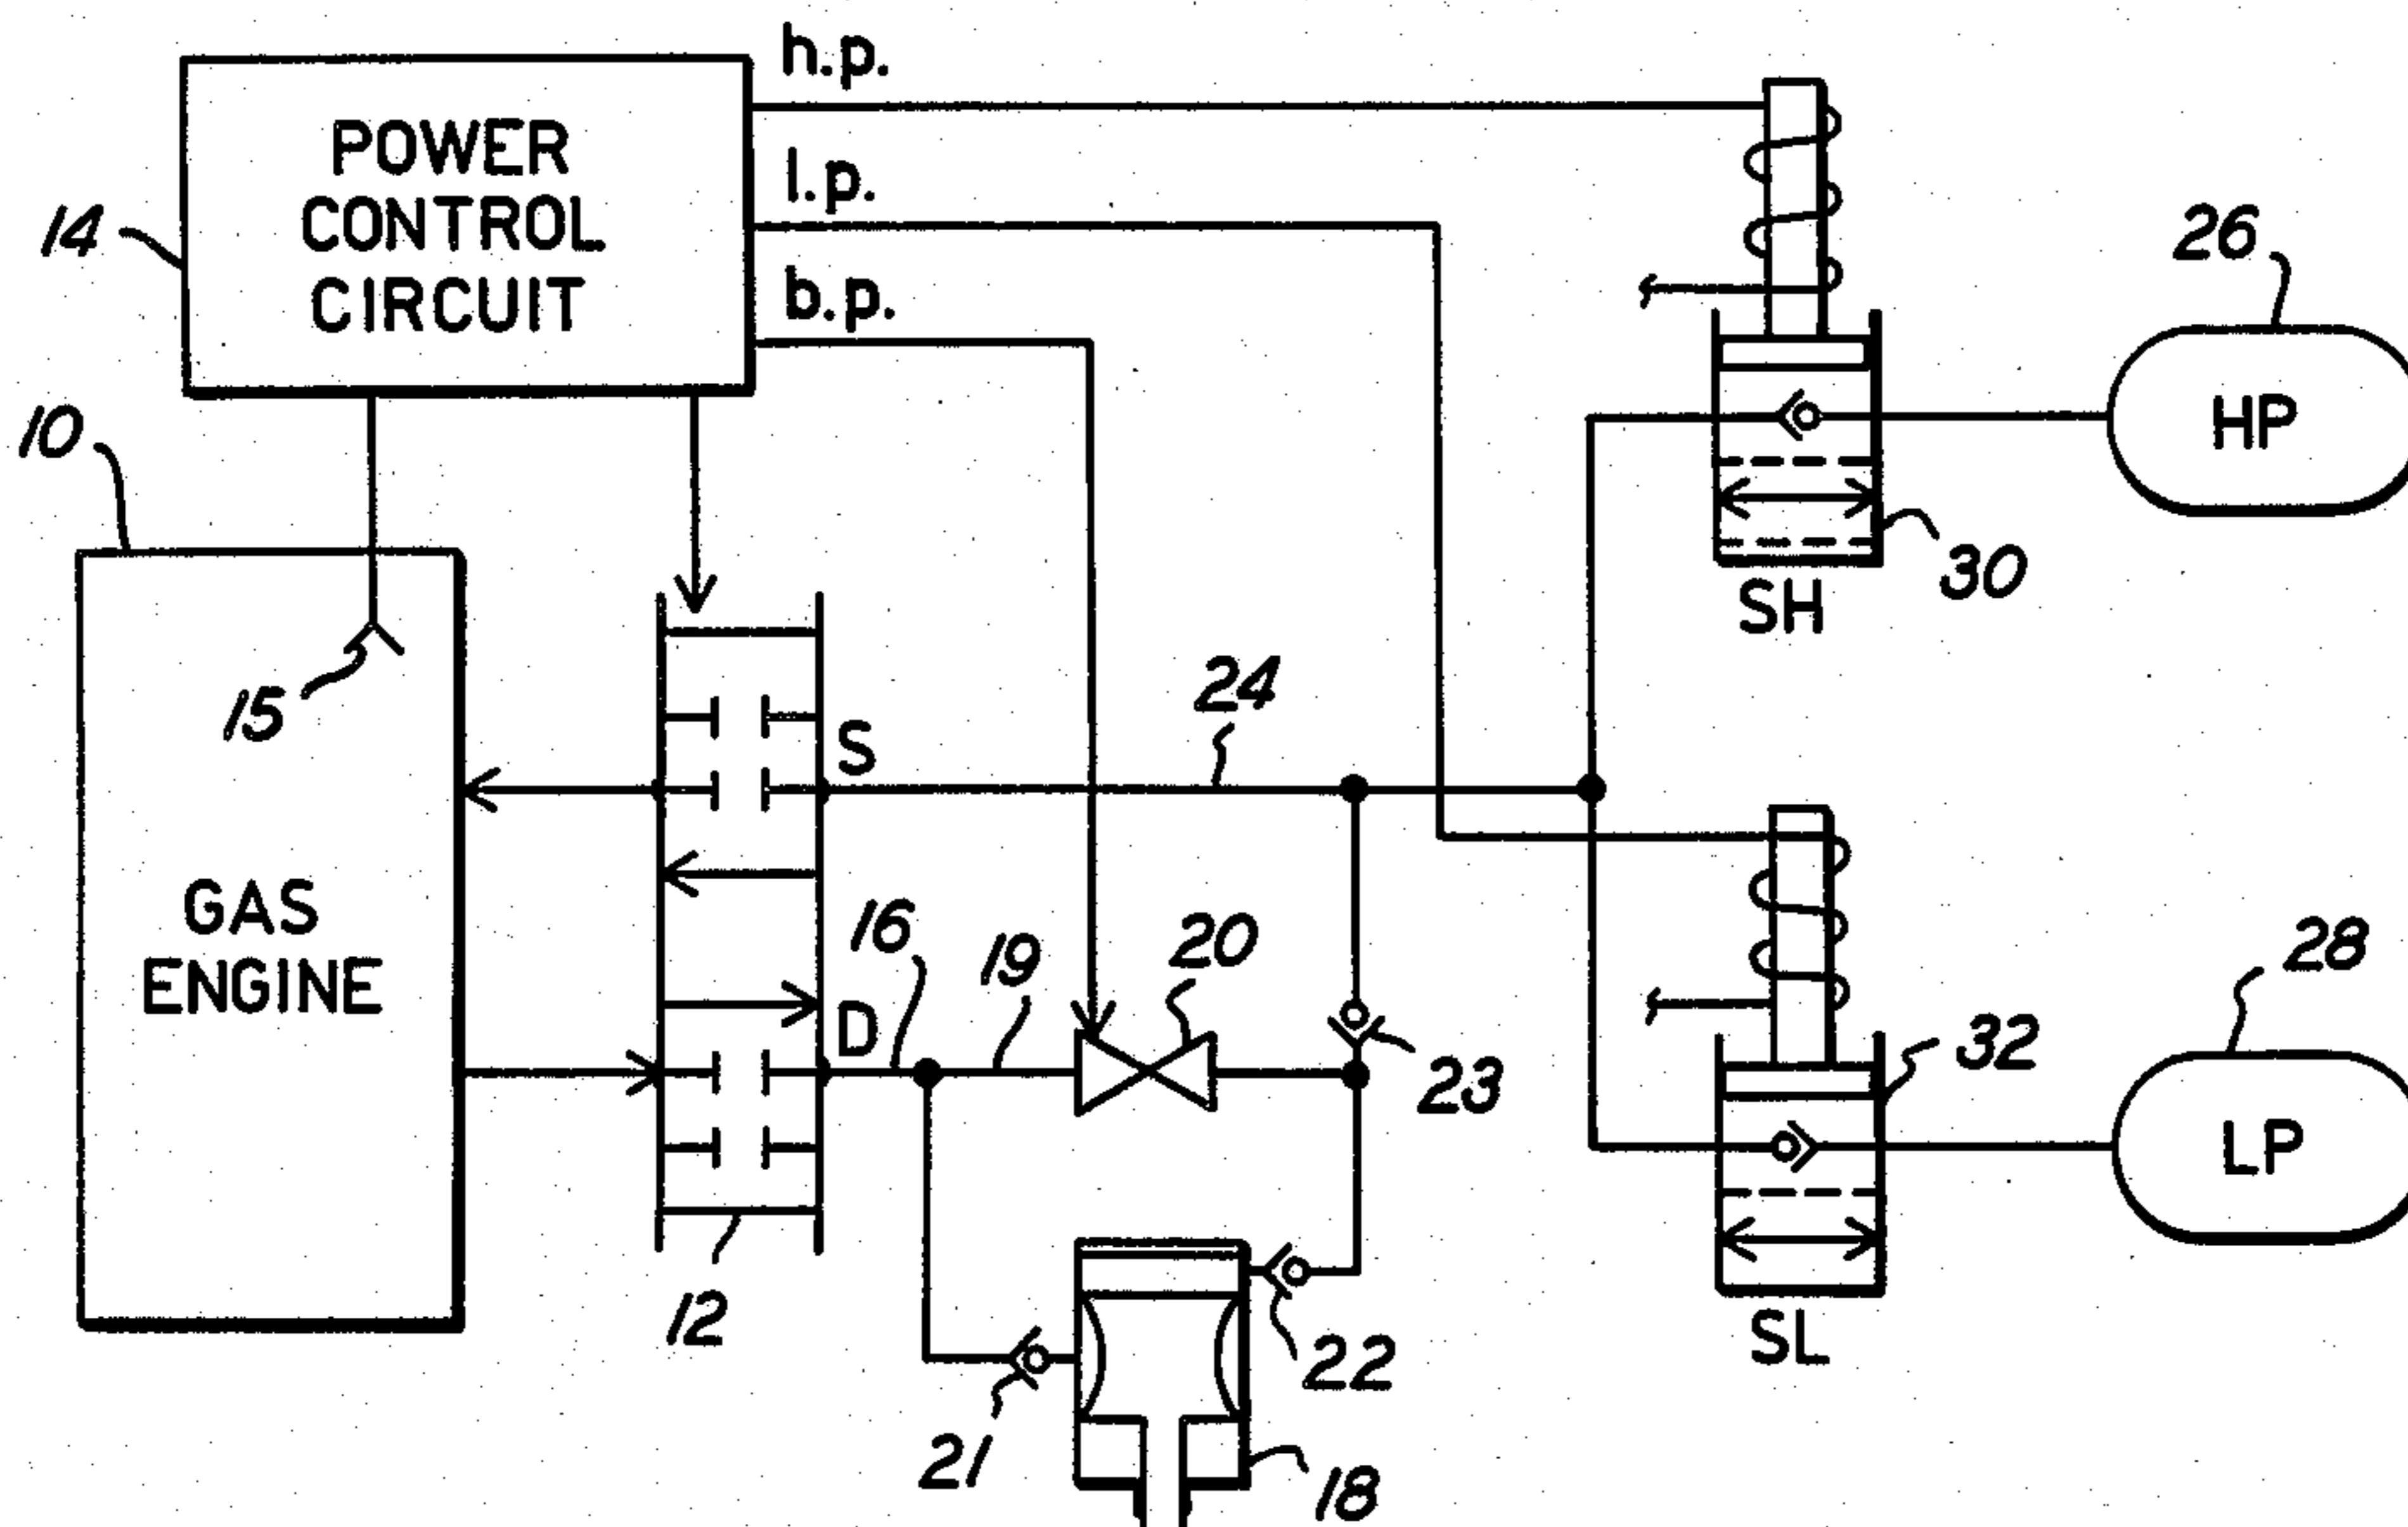 h.p.
POWER
CONTROL
CIRCUIT
l.p.
b.p.
14
26
10
HP
30
SH
15
24
S
GAS
ENGINE
16
19
20
28
D
23
32
LP
12
22
SL
21
18